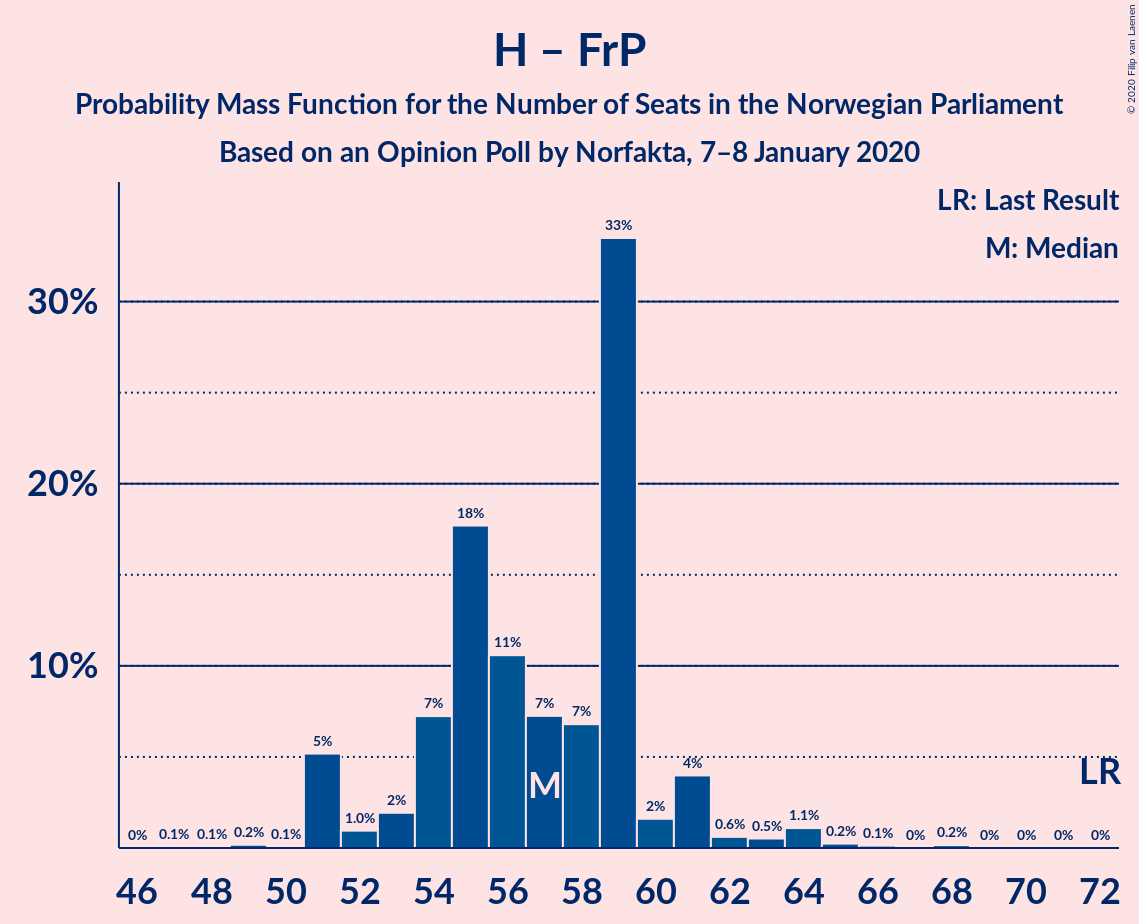 H – FrP
Probability Mass Function for the Number of Seats in the Norwegian Parliament
Based on an Opinion Poll by Norfakta, 7–8 January 2020
© 2020 Filip van Laenen
LR: Last Result
M: Median
30%
20%
10%
0% 0.1% 0.1% 0.2% 0.1% 5% 1.0% 2% 7% 18% 11% 7% 7% 33% 2% 4% 0.6% 0.5% 1.1% 0.2% 0.1% 0% 0.2% 0% 0% 0% 0%
M
LR
46 48 50 52 54 56 58 60 62 64 66 68 70 72